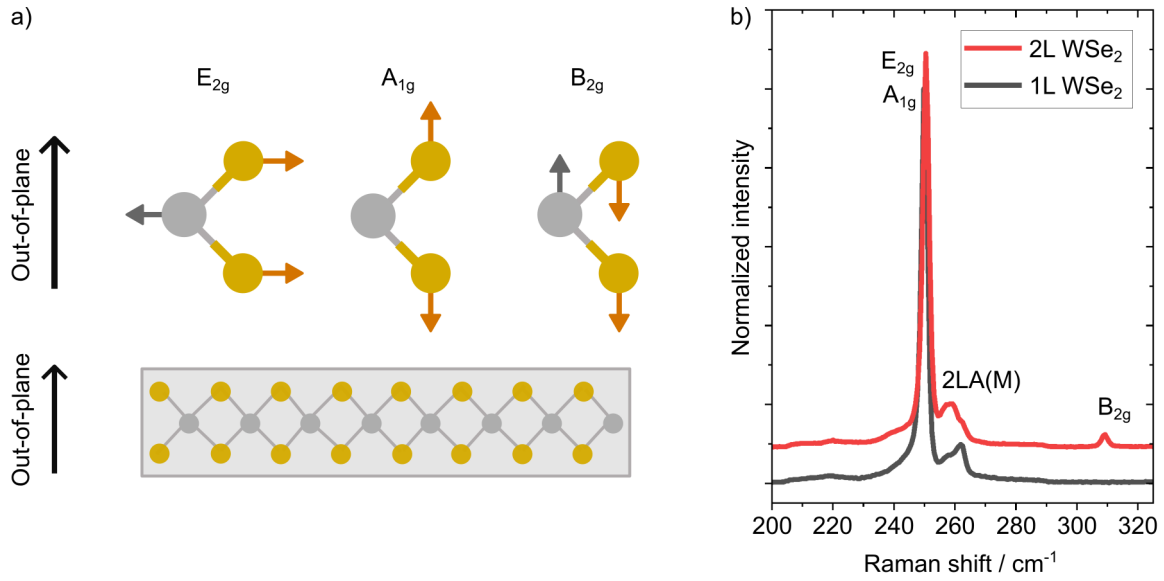 a)
E2g
A1g
B2g
Out-of-plane
Out-of-plane
b)
2L WSe2
1L WSe2
E2g
A1g
2LA(M)
B2g
Normalized intensity
200
220
240
260
280
300
320
Raman shift / cm-1